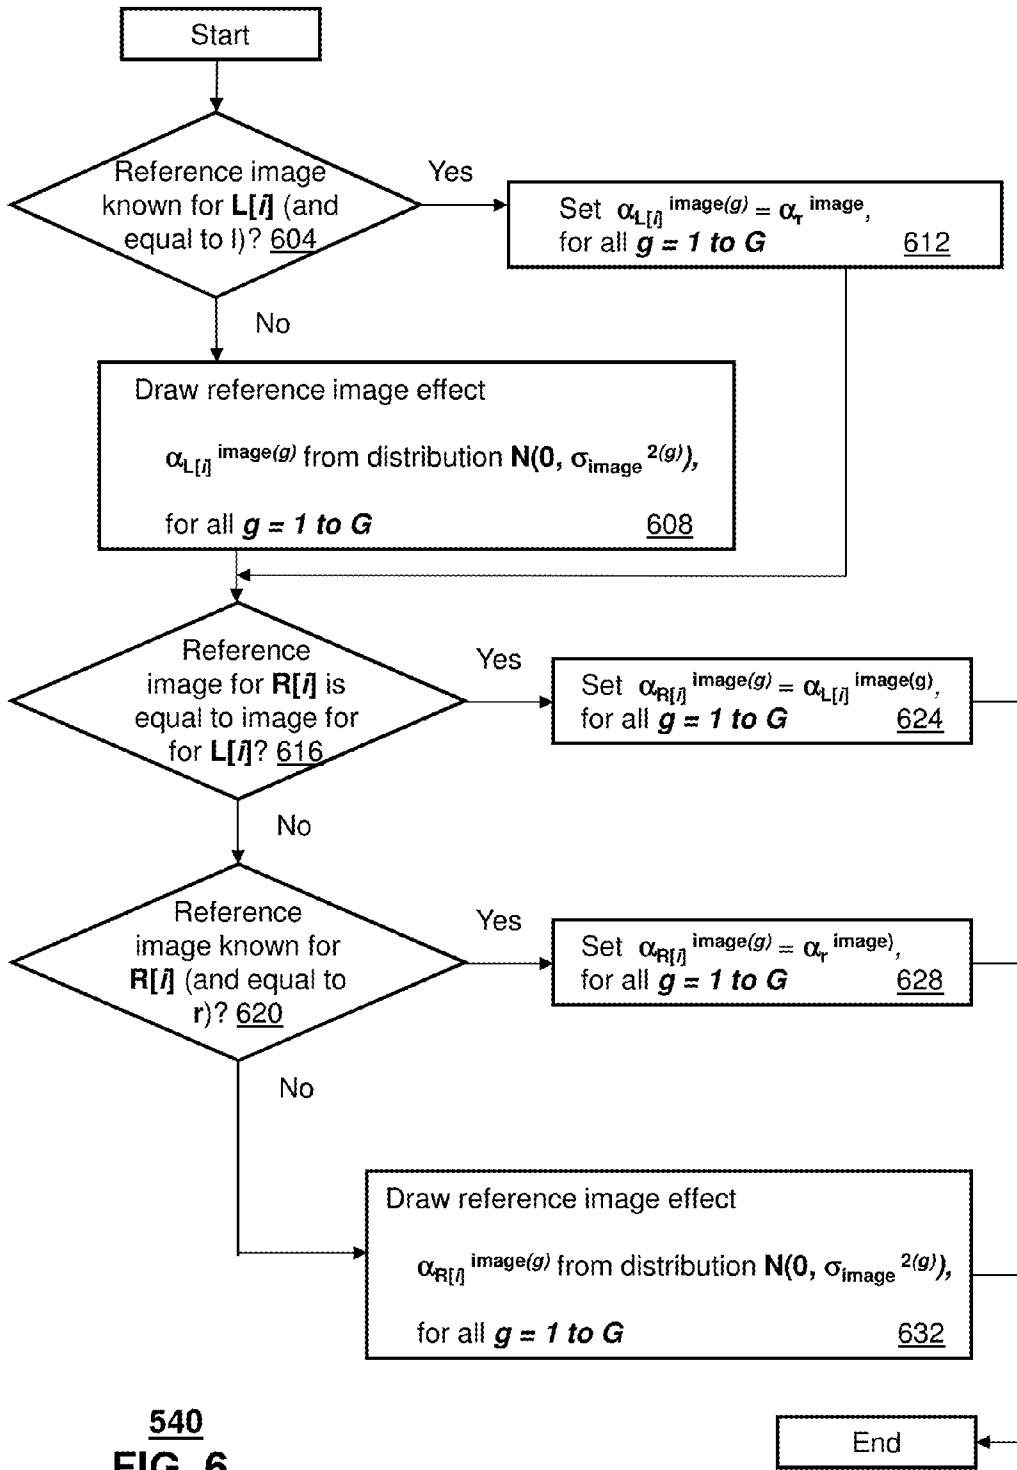 Start
Reference image
known for L[i] (and
equal to l)? 604
Yes
Set α_L[i]^image(g) = α_r^image,
for all g = 1 to G 612
No
Draw reference image effect
α_L[i]^image(g) from distribution N(0, σ_image^2(g)),
for all g = 1 to G 608
Reference
image for R[i] is
equal to image for
for L[i]? 616
Yes
Set α_R[i]^image(g) = α_L[i]^image(g),
for all g = 1 to G 624
No
Reference
image known for
R[i] (and equal to
r)? 620
Yes
Set α_R[i]^image(g) = α_r^image),
for all g = 1 to G 628
No
Draw reference image effect
α_R[i]^image(g) from distribution N(0, σ_image^2(g)),
for all g = 1 to G 632
540
FIG. 6
End